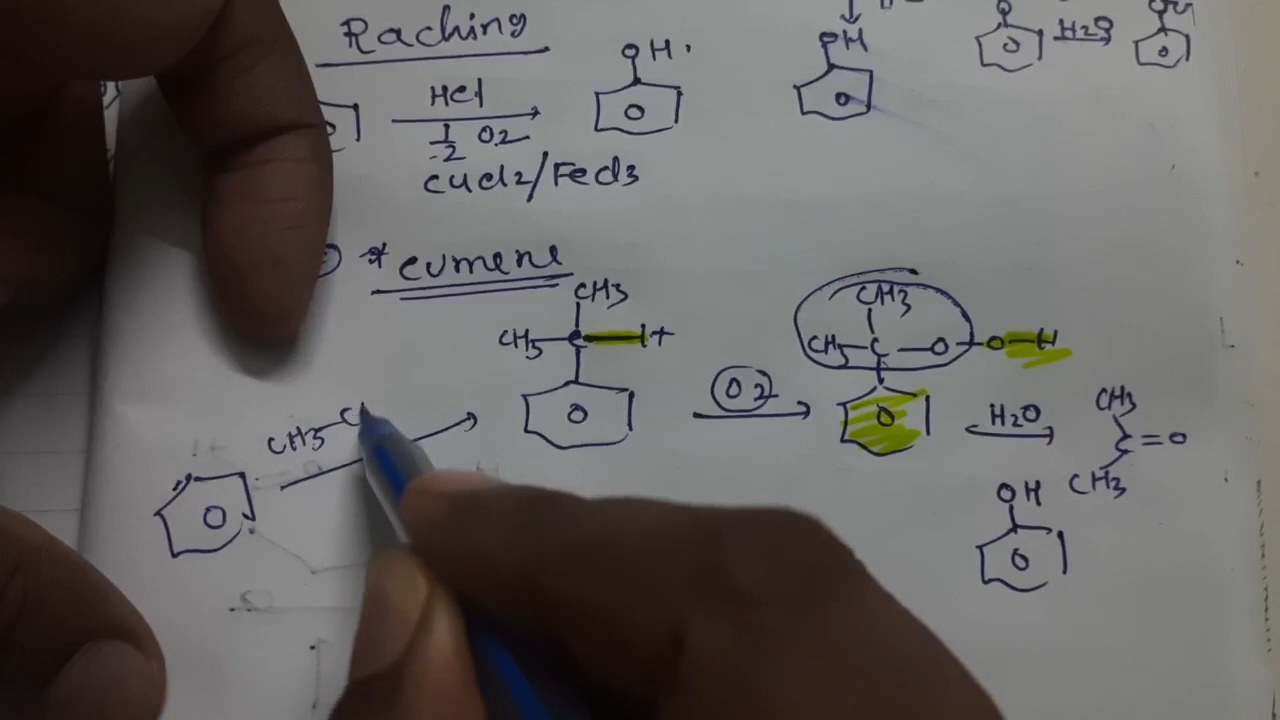 Raching
OH
HCl
1/2 O2
CuCl2/FeCl3
OH
O
H2O
O
* cumene
CH3
CH3—C—H
O
O2
CH3
CH3—C—O—O—H
O
H2O
CH3
C=O
CH3
OH
O
CH3—C
O